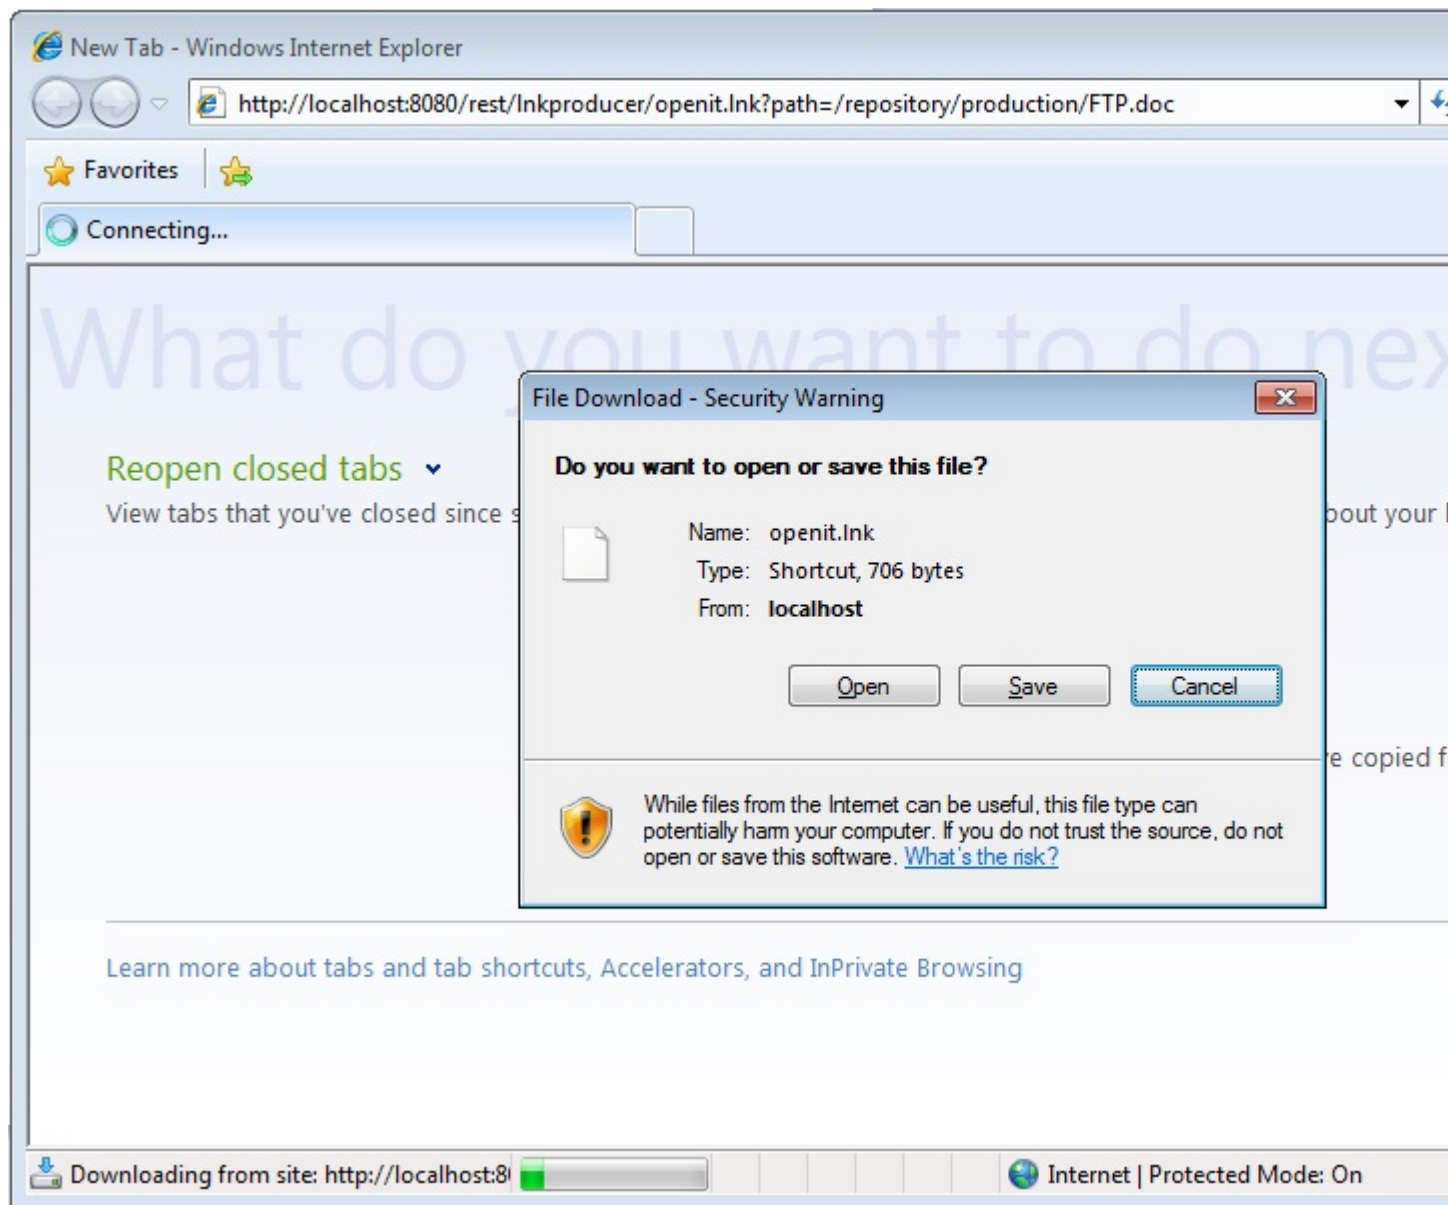 New Tab - Windows Internet Explorer
http://localhost:8080/rest/lnkproducer/openit.lnk?path=/repository/production/FTP.doc
Favorites
Connecting...
What do you want to do nex
Reopen closed tabs
View tabs that you've closed since s
bout your
e copied f
File Download - Security Warning
Do you want to open or save this file?
Name: openit.lnk
Type: Shortcut, 706 bytes
From: localhost
Open Save Cancel
While files from the Internet can be useful, this file type can
potentially harm your computer. If you do not trust the source, do not
open or save this software. What's the risk?
Learn more about tabs and tab shortcuts, Accelerators, and InPrivate Browsing
Downloading from site: http://localhost:80 Internet | Protected Mode: On